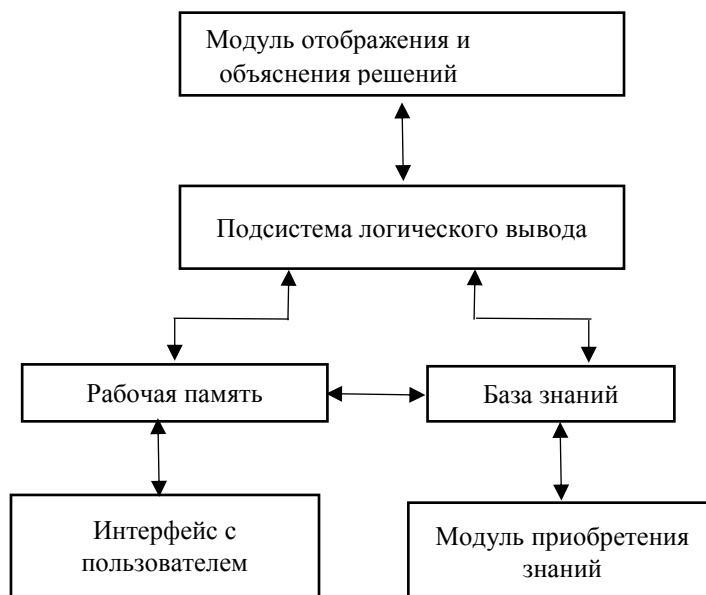 Модуль отображения и
объяснения решений
Подсистема логического вывода
Рабочая память
База знаний
Интерфейс с
пользователем
Модуль приобретения
знаний